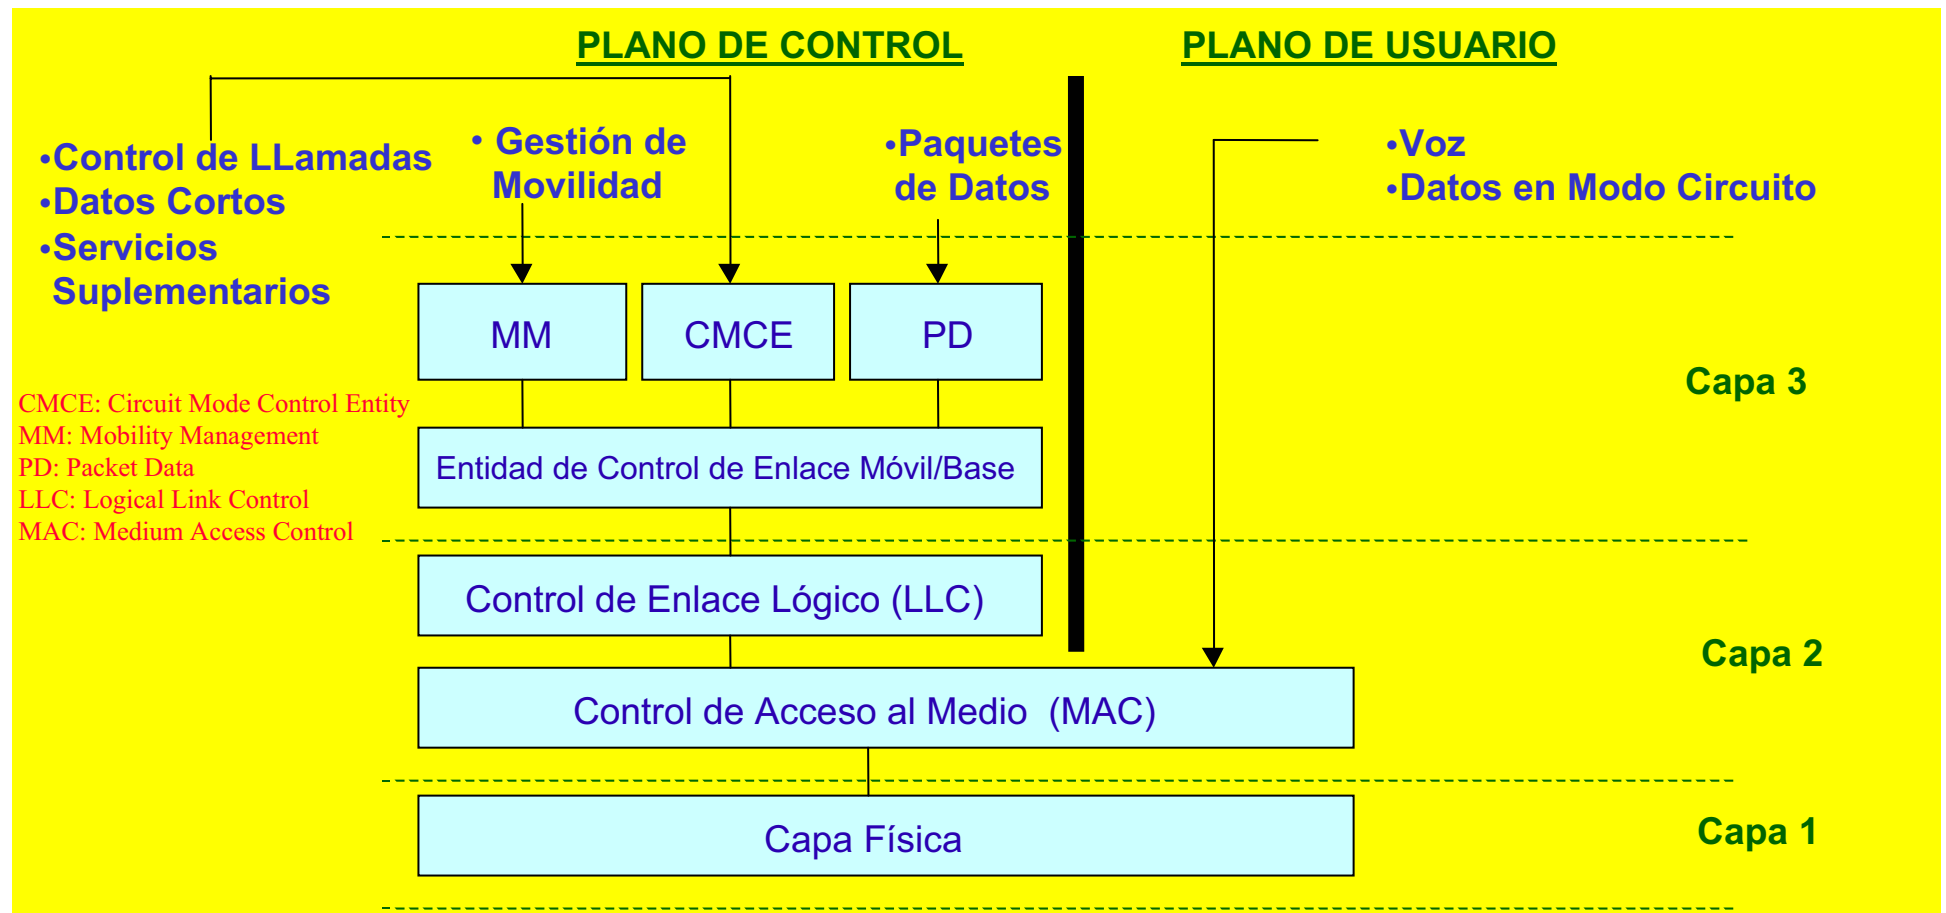 PLANO DE CONTROL
PLANO DE USUARIO
•Control de LLamadas
•Datos Cortos
•Servicios
Suplementarios
• Gestión de
Movilidad
•Paquetes
de Datos
•Voz
•Datos en Modo Circuito
MM
CMCE
PD
Capa 3
CMCE: Circuit Mode Control Entity
MM: Mobility Management
PD: Packet Data
LLC: Logical Link Control
MAC: Medium Access Control
Entidad de Control de Enlace Móvil/Base
Control de Enlace Lógico (LLC)
Capa 2
Control de Acceso al Medio (MAC)
Capa Física
Capa 1